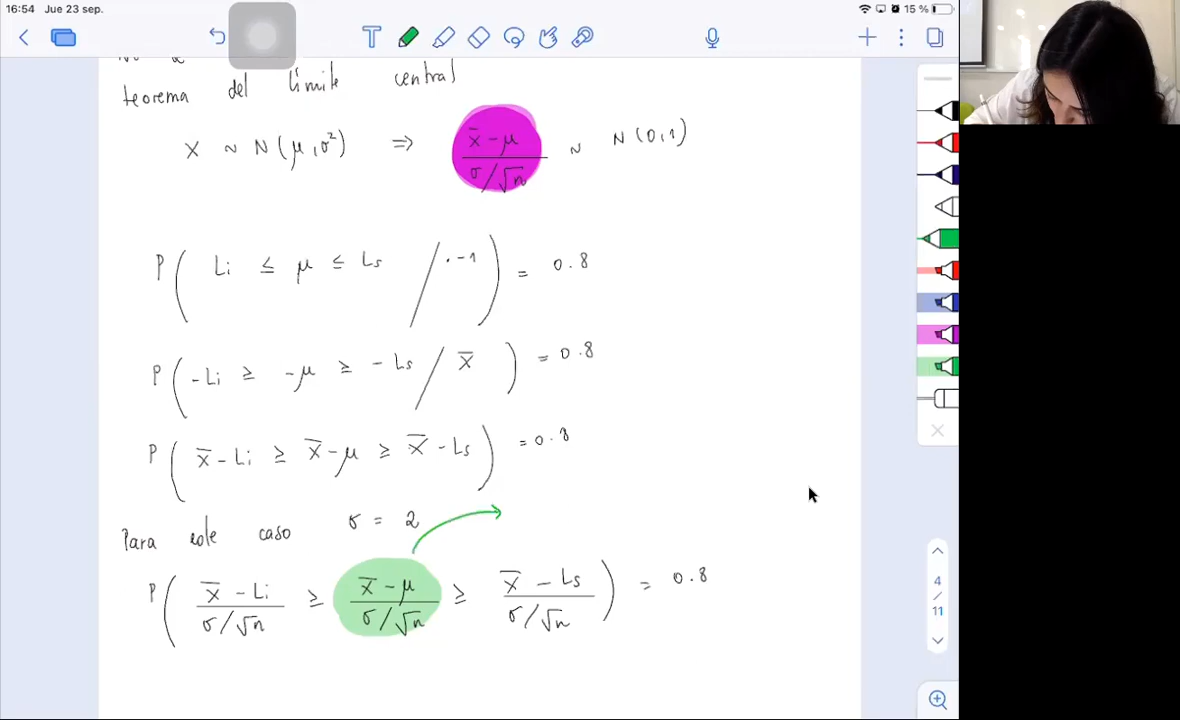 16:54 Jue 23 sep. 15 %
teorema del límite central
X ~ N(μ,σ²) ⇒ x̄-μ / σ/√n ~ N(0,1)
P( Li ≤ μ ≤ Ls / ·-1 ) = 0.8
P( -Li ≥ -μ ≥ -Ls / x̄ ) = 0.8
P( x̄-Li ≥ x̄-μ ≥ x̄-Ls ) = 0.8
Para este caso σ = 2
P( x̄-Li / σ/√n ≥ x̄-μ / σ/√n ≥ x̄-Ls / σ/√n ) = 0.8
4
/
11